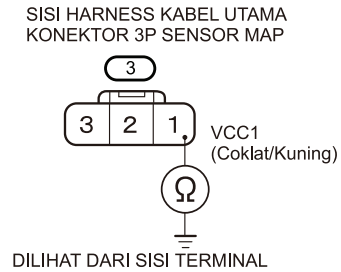 SISI HARNESS KABEL UTAMA
KONEKTOR 3P SENSOR MAP
3
3 2 1
VCC1
(Coklat/Kuning)
Ω
DILIHAT DARI SISI TERMINAL